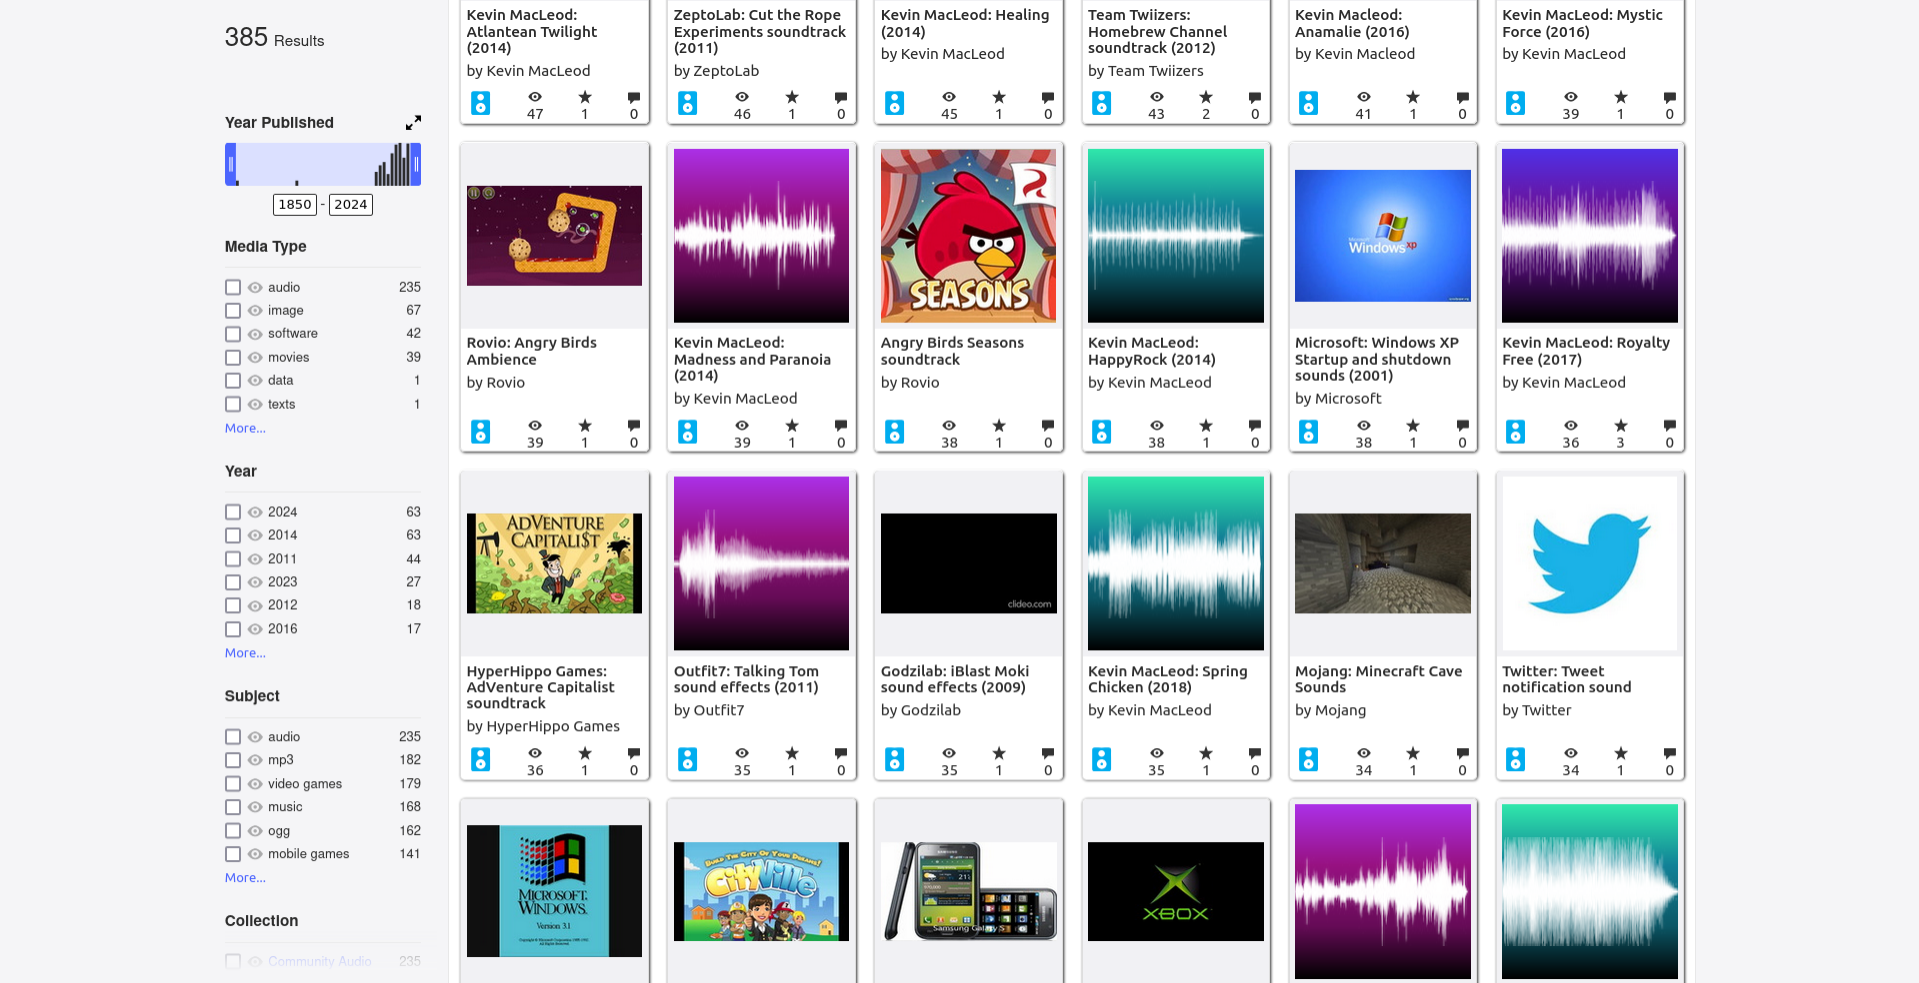 385 Results
Year Published
1850 - 2024
Media Type
audio 235
image 67
software 42
movies 39
data 1
texts 1
More...
Year
2024 63
2014 63
2011 44
2023 27
2012 18
2016 17
More...
Subject
audio 235
mp3 182
video games 179
music 168
ogg 162
mobile games 141
More...
Collection
Community Audio 235
Kevin MacLeod:
Atlantean Twilight
(2014)
by Kevin MacLeod
47 1 0
ZeptoLab: Cut the Rope
Experiments soundtrack
(2011)
by ZeptoLab
46 1 0
Kevin MacLeod: Healing
(2014)
by Kevin MacLeod
45 1 0
Team Twiizers:
Homebrew Channel
soundtrack (2012)
by Team Twiizers
43 2 0
Kevin Macleod:
Anamalie (2016)
by Kevin Macleod
41 1 0
Kevin MacLeod: Mystic
Force (2016)
by Kevin MacLeod
39 1 0
Rovio: Angry Birds
Ambience
by Rovio
39 1 0
Kevin MacLeod:
Madness and Paranoia
(2014)
by Kevin MacLeod
39 1 0
SEASONS
Angry Birds Seasons
soundtrack
by Rovio
38 1 0
Kevin MacLeod:
HappyRock (2014)
by Kevin MacLeod
38 1 0
Microsoft
Windows xp
Microsoft: Windows XP
Startup and shutdown
sounds (2001)
by Microsoft
38 1 0
Kevin MacLeod: Royalty
Free (2017)
by Kevin MacLeod
36 3 0
ADVENTURE
CAPITALI$T
HyperHippo Games:
AdVenture Capitalist
soundtrack
by HyperHippo Games
36 1 0
Outfit7: Talking Tom
sound effects (2011)
by Outfit7
35 1 0
clideo.com
Godzilab: iBlast Moki
sound effects (2009)
by Godzilab
35 1 0
Kevin MacLeod: Spring
Chicken (2018)
by Kevin MacLeod
35 1 0
Mojang: Minecraft Cave
Sounds
by Mojang
34 1 0
Twitter: Tweet
notification sound
by Twitter
34 1 0
MICROSOFT.
WINDOWS.
Version 3.1
BUILD THE CITY OF YOUR DREAMS!
CityVille
SAMSUNG
Samsung Galaxy S
XBOX